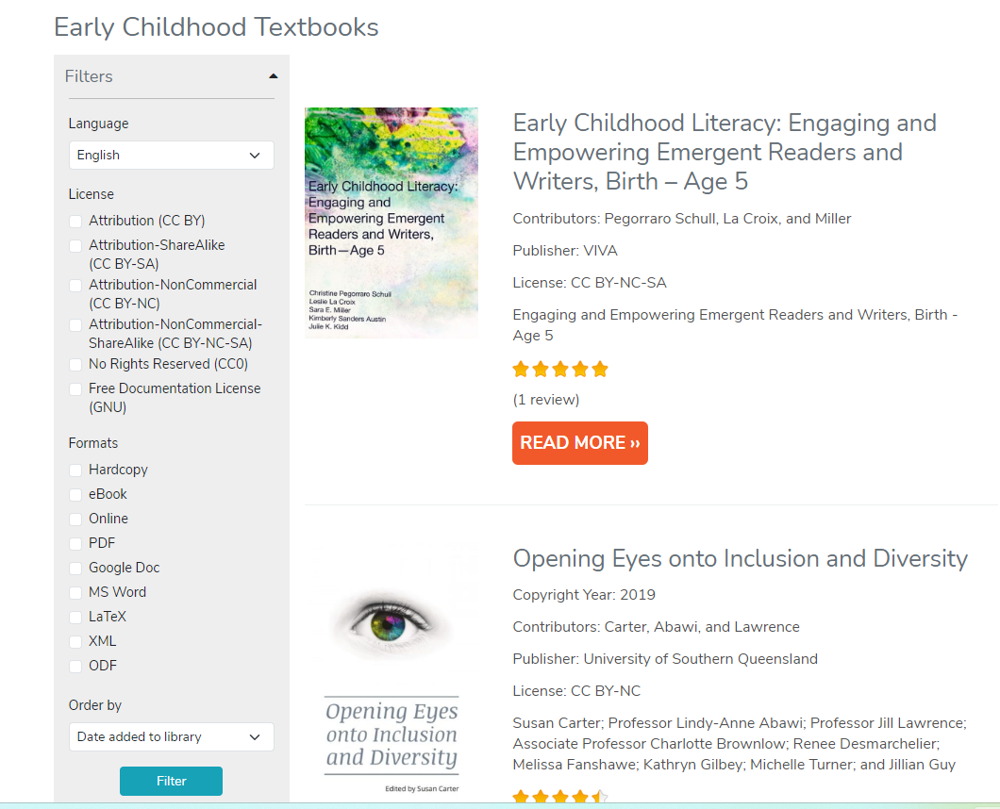 Early Childhood Textbooks
Filters
Language
English
License
Attribution (CC BY)
Attribution-ShareAlike
(CC BY-SA)
Attribution-NonCommercial
(CC BY-NC)
Attribution-NonCommercial-
ShareAlike (CC BY-NC-SA)
No Rights Reserved (CC0)
Free Documentation License
(GNU)
Formats
Hardcopy
eBook
Online
PDF
Google Doc
MS Word
LaTeX
XML
ODF
Order by
Date added to library
Filter
Early Childhood Literacy:
Engaging and
Empowering Emergent
Readers and Writers,
Birth—Age 5
Christine Pegorraro Schull
Leslie La Croix
Sara E. Miller
Kimberly Sanders Austin
Julie K. Kidd
Early Childhood Literacy: Engaging and
Empowering Emergent Readers and
Writers, Birth – Age 5
Contributors: Pegorraro Schull, La Croix, and Miller
Publisher: VIVA
License: CC BY-NC-SA
Engaging and Empowering Emergent Readers and Writers, Birth -
Age 5
(1 review)
READ MORE ››
Opening Eyes
onto Inclusion
and Diversity
Edited by Susan Carter
Opening Eyes onto Inclusion and Diversity
Copyright Year: 2019
Contributors: Carter, Abawi, and Lawrence
Publisher: University of Southern Queensland
License: CC BY-NC
Susan Carter; Professor Lindy-Anne Abawi; Professor Jill Lawrence;
Associate Professor Charlotte Brownlow; Renee Desmarchelier;
Melissa Fanshawe; Kathryn Gilbey; Michelle Turner; and Jillian Guy